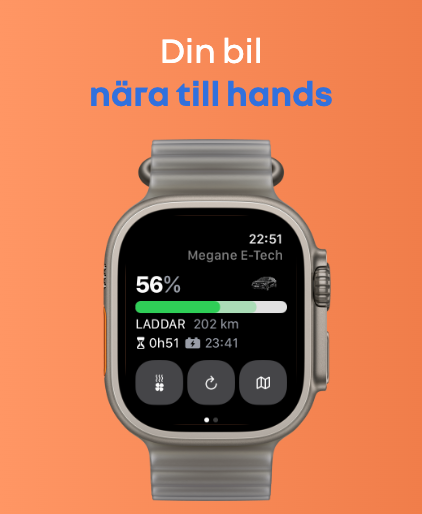 Din bil
nära till hands
22:51
Megane E-Tech
56%
LADDAR 202 km
0h51 23:41